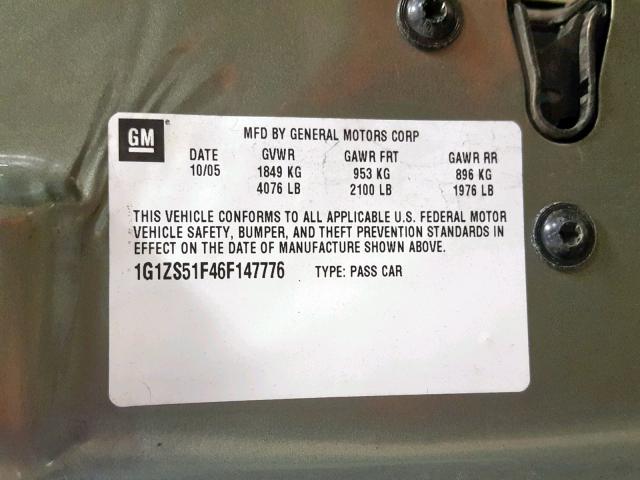 GM ® MFD BY GENERAL MOTORS CORP
DATE GVWR GAWR FRT GAWR RR
10/05 1849 KG 953 KG 896 KG
4076 LB 2100 LB 1976 LB
THIS VEHICLE CONFORMS TO ALL APPLICABLE U.S. FEDERAL MOTOR
VEHICLE SAFETY, BUMPER, AND THEFT PREVENTION STANDARDS IN
EFFECT ON THE DATE OF MANUFACTURE SHOWN ABOVE.
1G1ZS51F46F147776 TYPE: PASS CAR